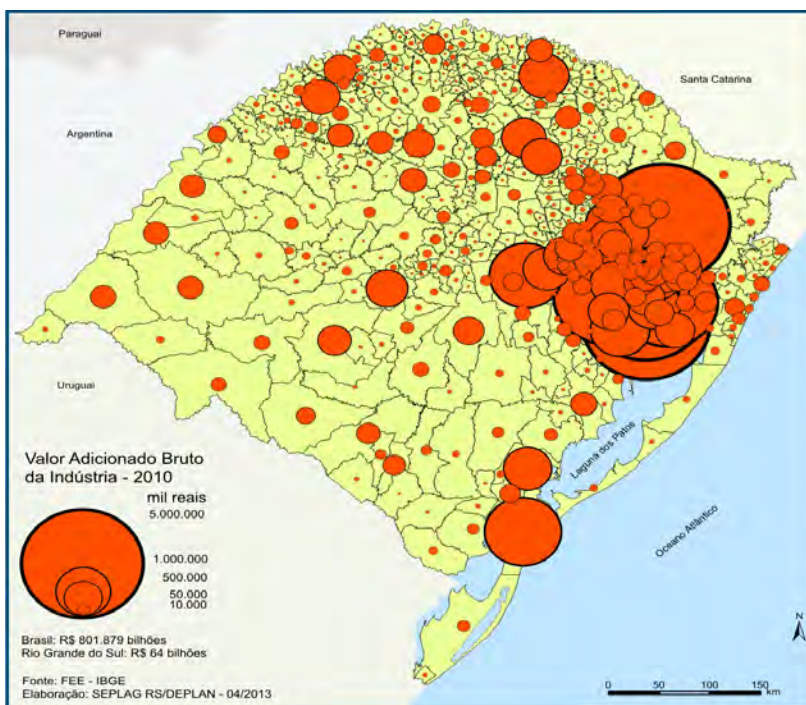 Paraguai
Santa Catarina
Argentina
Uruguai
Laguna dos Patos
Oceano Atlântico
Valor Adicionado Bruto
da Indústria - 2010
mil reais
5.000.000
1.000.000
500.000
50.000
10.000
Brasil: R$ 801.879 bilhões
Rio Grande do Sul: R$ 64 bilhões
Fonte: FEE - IBGE
Elaboração: SEPLAG RS/DEPLAN - 04/2013
N
0 50 100 150
km